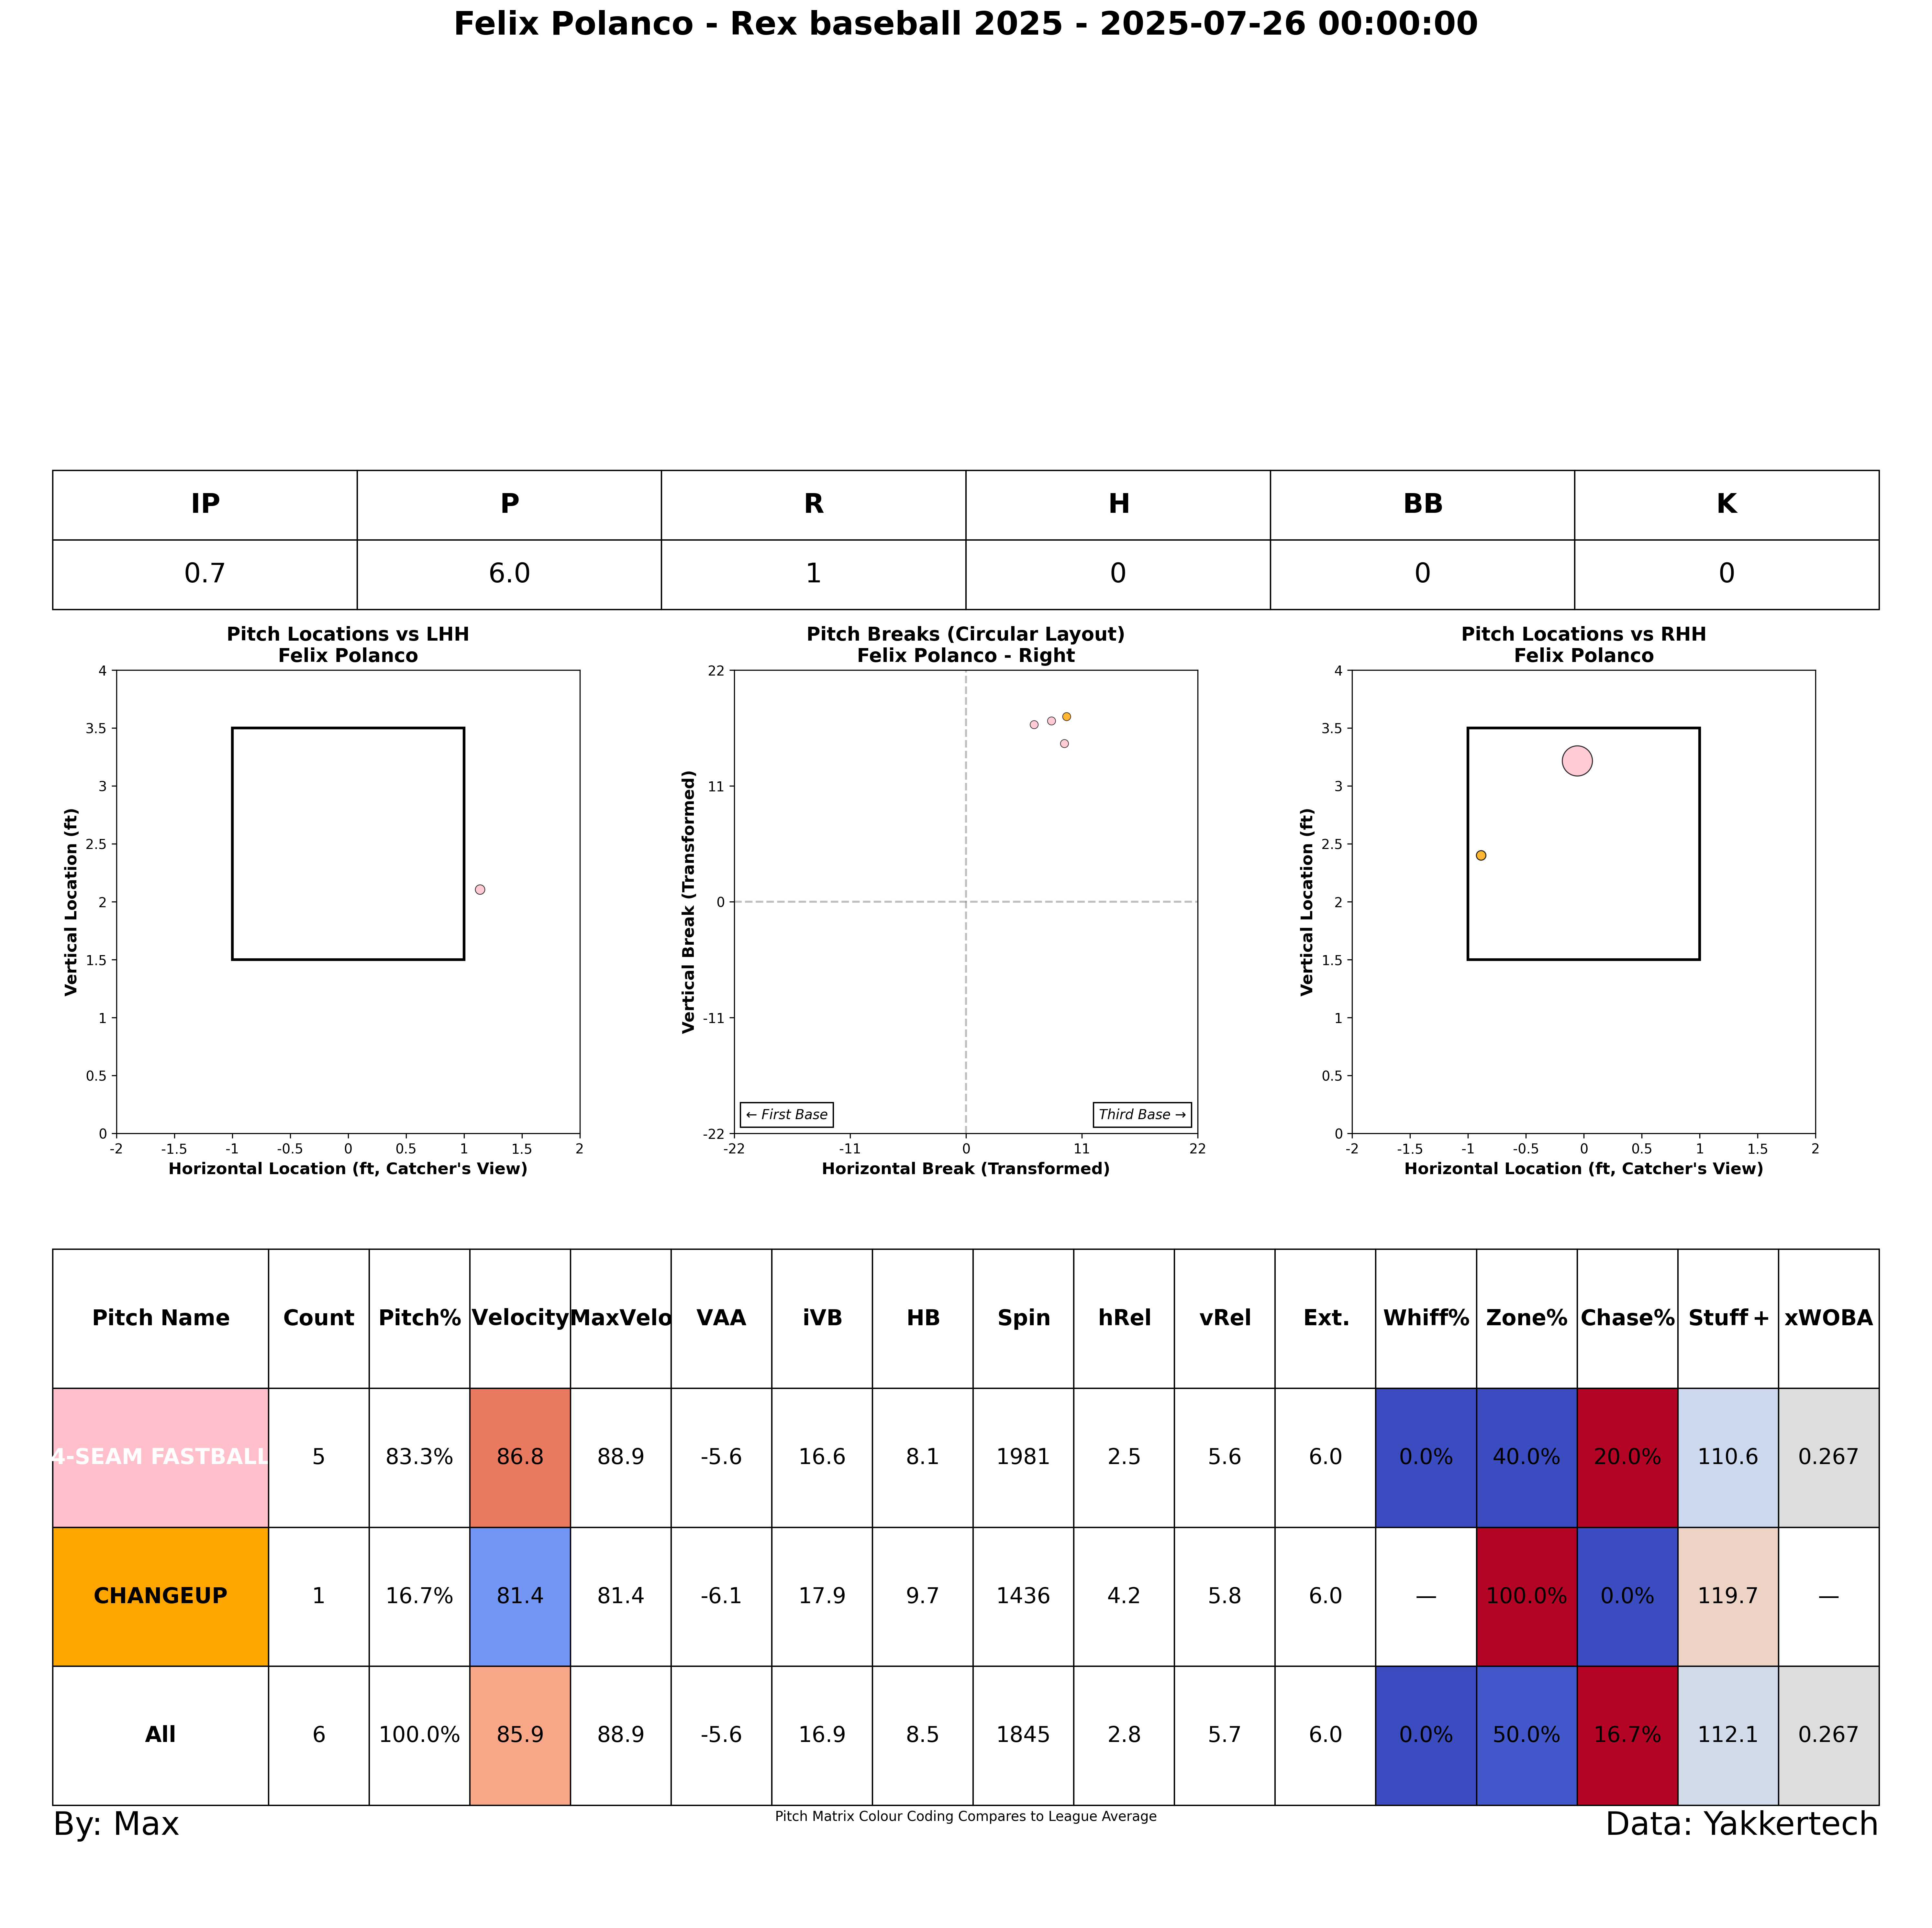 Felix Polanco - Rex baseball 2025 - 2025-07-26 00:00:00
IP P R H BB K
0.7 6.0 1 0 0 0
Pitch Locations vs LHH
Felix Polanco
4
3.5
3
2.5
2
1.5
1
0.5
0
-2 -1.5 -1 -0.5 0 0.5 1 1.5 2
Vertical Location (ft)
Horizontal Location (ft, Catcher's View)
Pitch Breaks (Circular Layout)
Felix Polanco - Right
22
11
0
-11
-22
-22 -11 0 11 22
Vertical Break (Transformed)
← First Base
Third Base →
Horizontal Break (Transformed)
Pitch Locations vs RHH
Felix Polanco
4
3.5
3
2.5
2
1.5
1
0.5
0
-2 -1.5 -1 -0.5 0 0.5 1 1.5 2
Vertical Location (ft)
Horizontal Location (ft, Catcher's View)
Pitch Name Count Pitch% Velocity MaxVelo VAA iVB HB Spin hRel vRel Ext. Whiff% Zone% Chase% Stuff+ xWOBA
4-SEAM FASTBALL 5 83.3% 86.8 88.9 -5.6 16.6 8.1 1981 2.5 5.6 6.0 0.0% 40.0% 20.0% 110.6 0.267
CHANGEUP 1 16.7% 81.4 81.4 -6.1 17.9 9.7 1436 4.2 5.8 6.0 — 100.0% 0.0% 119.7 —
All 6 100.0% 85.9 88.9 -5.6 16.9 8.5 1845 2.8 5.7 6.0 0.0% 50.0% 16.7% 112.1 0.267
By: Max
Pitch Matrix Colour Coding Compares to League Average
Data: Yakkertech